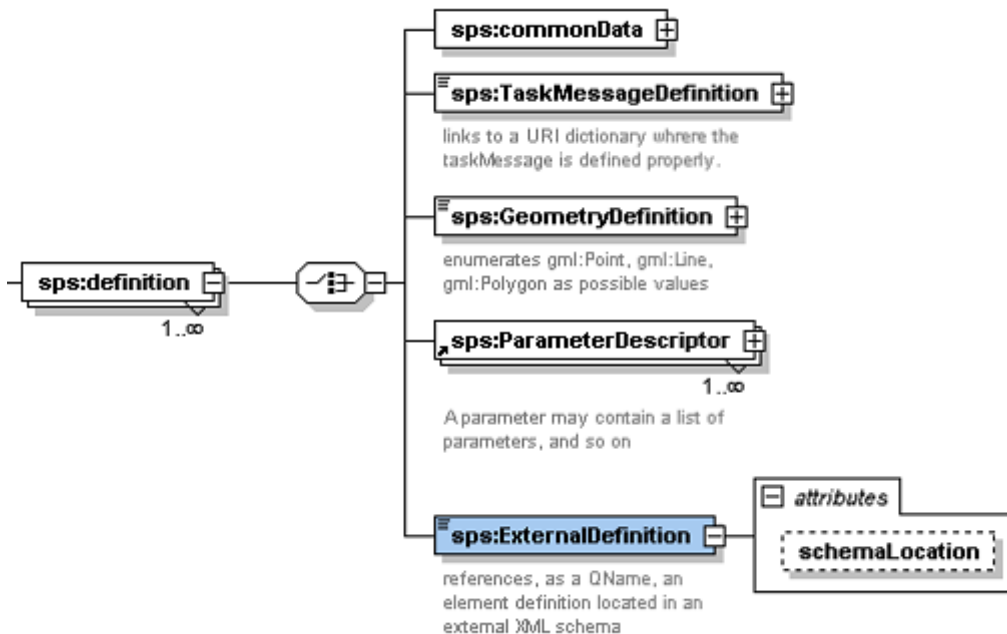 sps:commonData
sps:TaskMessageDefinition
links to a URI dictionary whrere the
taskMessage is defined properly.
sps:GeometryDefinition
enumerates gml:Point, gml:Line,
gml:Polygon as possible values
sps:definition
1..∞
sps:ParameterDescriptor
1..∞
A parameter may contain a list of
parameters, and so on
attributes
sps:ExternalDefinition
schemaLocation
references, as a QName, an
element definition located in an
external XML schema